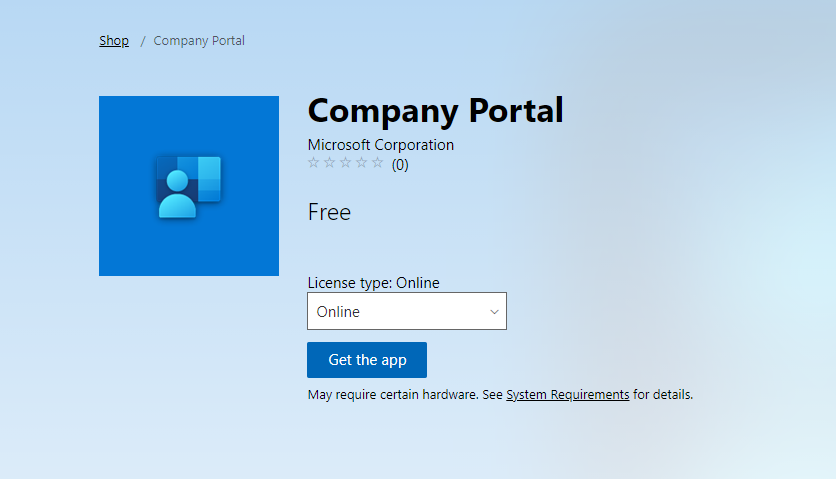 Shop / Company Portal
Company Portal
Microsoft Corporation
(0)
Free
License type: Online
Online
Get the app
May require certain hardware. See System Requirements for details.